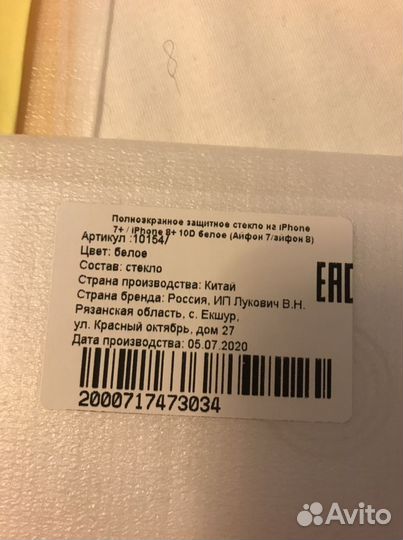 Полноэкранное защитное стекло на iPhone
7+ / iPhone 8+ 10D белое (Айфон 7/айфон 8)
Артикул :10154/
Цвет: белое
Состав: стекло
Страна производства: Китай
Страна бренда: Россия, ИП Лукович В.Н.
Рязанская область, с. Екшур,
ул. Красный октябрь, дом 27
Дата производства: 05.07.2020
EAC
2000717473034
Avito